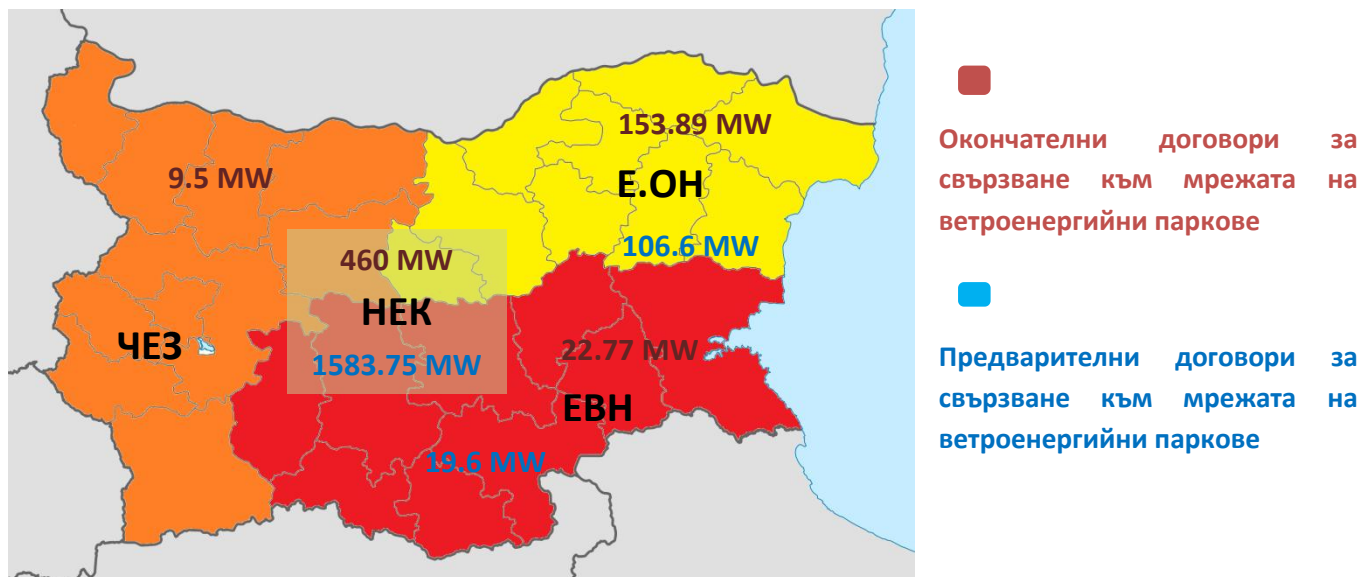 153.89 MW
9.5 MW
Е.ОН
106.6 MW
460 MW
НЕК
1583.75 MW
ЧЕЗ
22.77 MW
ЕВН
19.6 MW
Окончателни договори за
свързване към мрежата на
ветроенергийни паркове
Предварителни договори за
свързване към мрежата на
ветроенергийни паркове